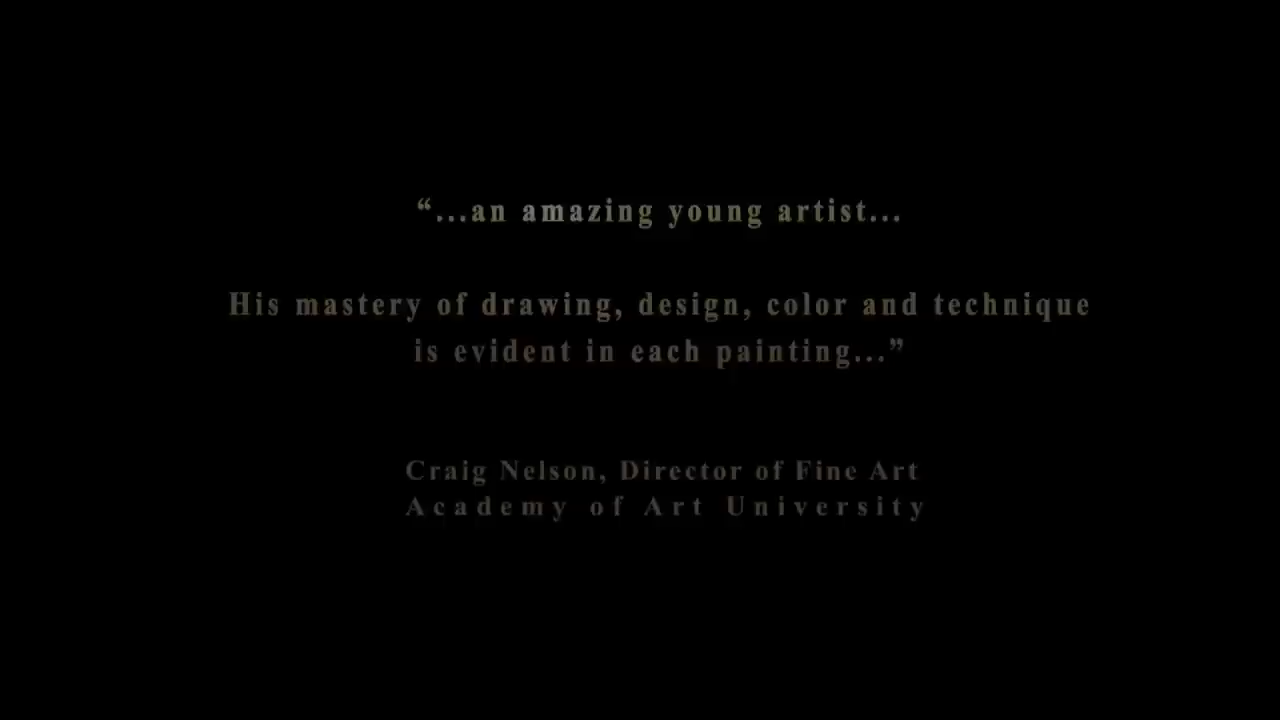 “...an amazing young artist...
His mastery of drawing, design, color and technique
is evident in each painting...”
Craig Nelson, Director of Fine Art
Academy of Art University